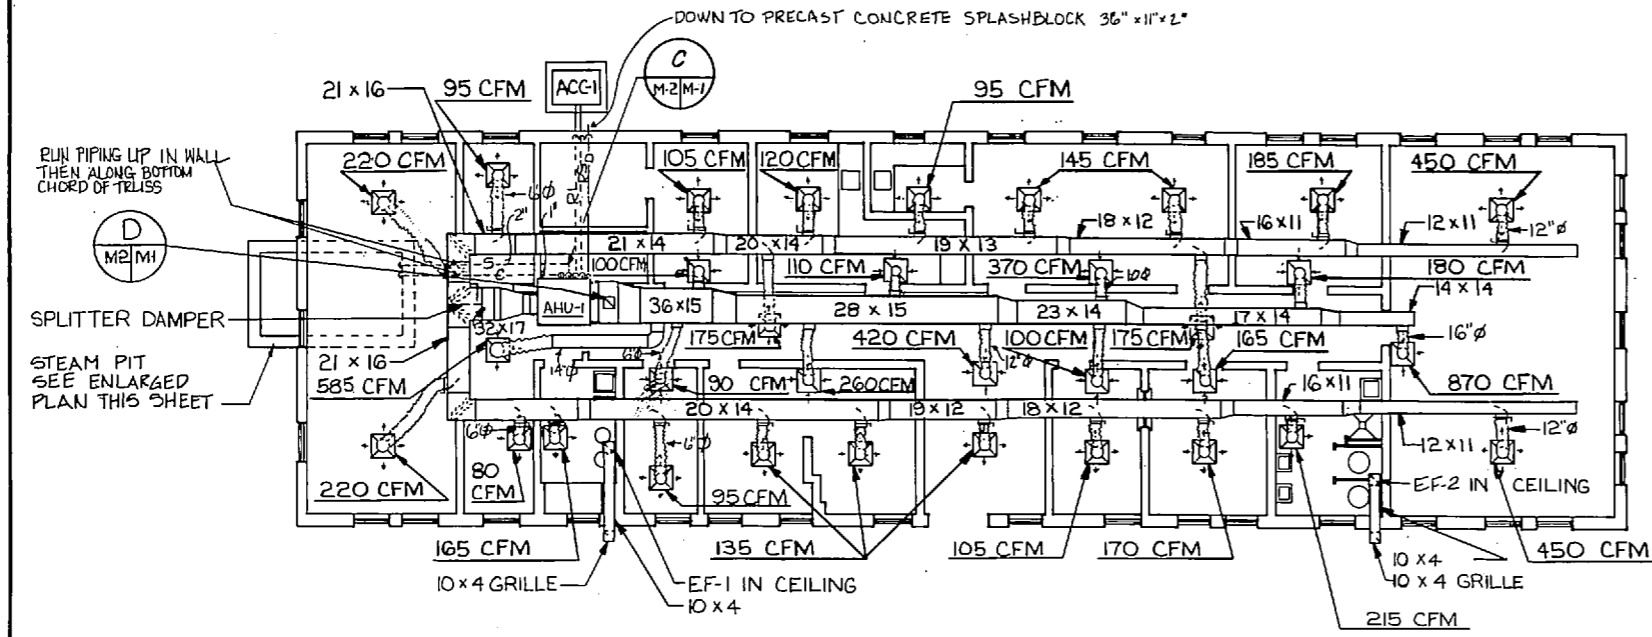 DOWN TO PRECAST CONCRETE SPLASHBLOCK 36" x 11" x 2"
C
M-2 M-1
ACC-1
21 x 16
95 CFM
95 CFM
RUN PIPING UP IN WALL
THEN ALONG BOTTOM
CHORD OF TRUSS
220 CFM
6"Ø
RL
RS
D
105 CFM
120 CFM
145 CFM
185 CFM
450 CFM
D
M2 M1
2"
1"
21 x 14
20 x 14
19 x 13
18 x 12
16 x 11
12 x 11
12"Ø
S
C
100 CFM
110 CFM
370 CFM
10Ø
180 CFM
14 x 14
SPLITTER DAMPER
AHU-1
36 x 15
28 x 15
23 x 14
17 x 14
32 x 17
175 CFM
420 CFM
100 CFM
175 CFM
165 CFM
16"Ø
21 x 16
STEAM PIT
SEE ENLARGED
PLAN THIS SHEET
585 CFM
14"Ø
6"Ø
90 CFM
260 CFM
12"Ø
16 x 11
870 CFM
20 x 14
19 x 12
18 x 12
12 x 11
12"Ø
6"Ø
6"Ø
80
CFM
220 CFM
95 CFM
EF-2 IN CEILING
165 CFM
135 CFM
105 CFM
170 CFM
450 CFM
10 x 4 GRILLE
EF-1 IN CEILING
10 x 4
10 x 4
10 x 4 GRILLE
215 CFM